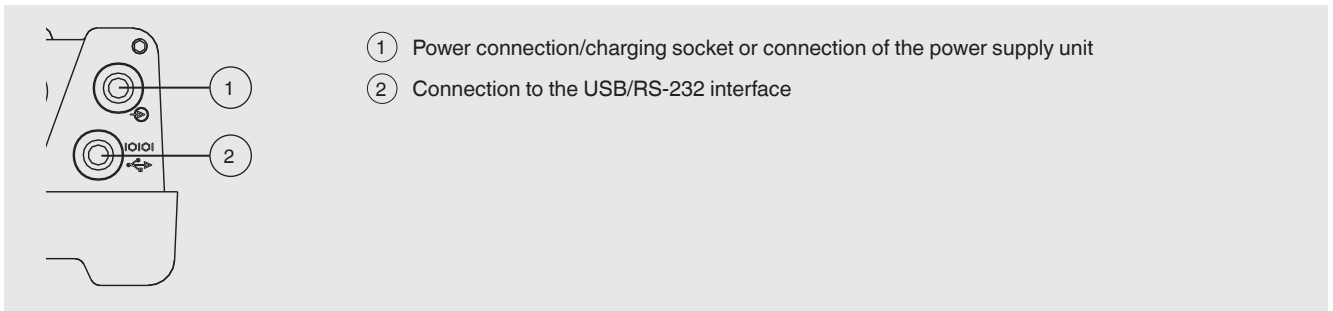 1 Power connection/charging socket or connection of the power supply unit
2 Connection to the USB/RS-232 interface
1
IOIOI
2